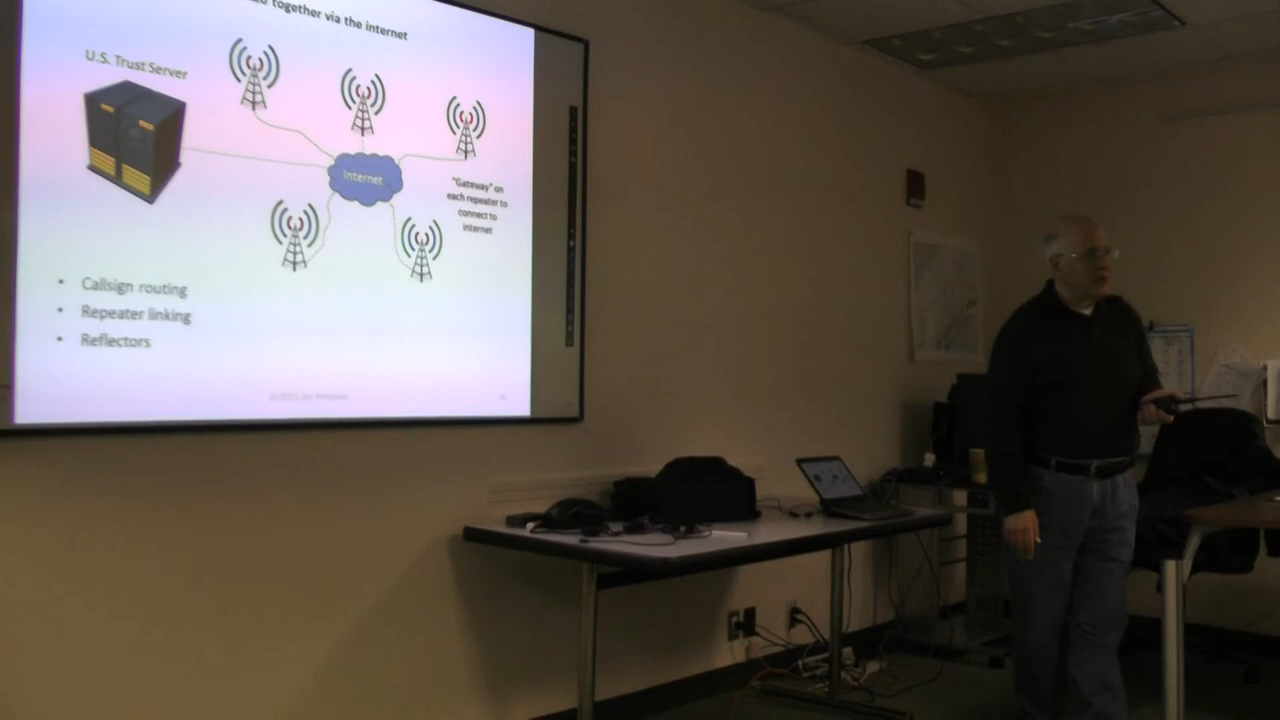 together via the internet
U.S. Trust Server
Internet
"Gateway" on
each repeater to
connect to
internet
• Callsign routing
• Repeater linking
• Reflectors